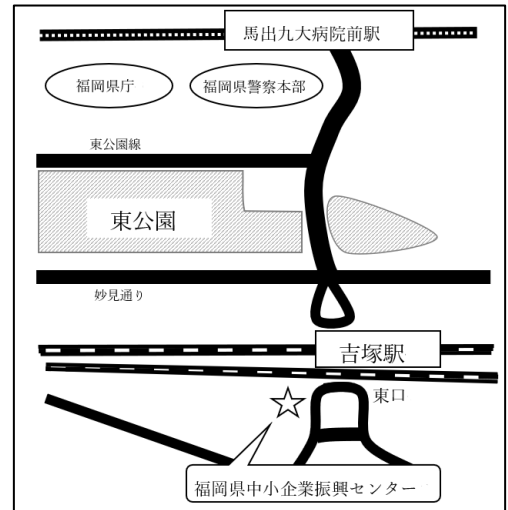 馬出九大病院前駅
福岡県庁
福岡県警察本部
東公園線
東公園
妙見通り
吉塚駅
東口
福岡県中小企業振興センター